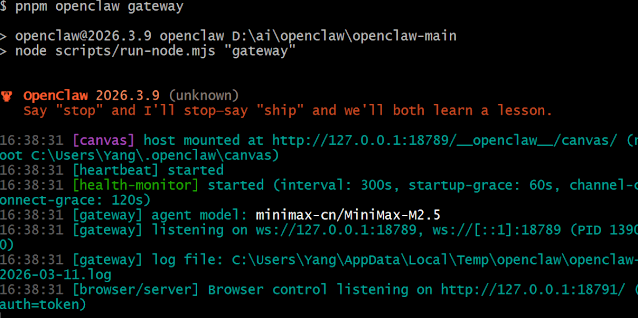 $ pnpm openclaw gateway
> openclaw@2026.3.9 openclaw D:\ai\openclaw\openclaw-main
> node scripts/run-node.mjs "gateway"
OpenClaw 2026.3.9 (unknown)
Say "stop" and I'll stop—say "ship" and we'll both learn a lesson.
16:38:31 [canvas] host mounted at http://127.0.0.1:18789/__openclaw__/canvas/ (r
oot C:\Users\Yang\.openclaw\canvas)
16:38:31 [heartbeat] started
16:38:31 [health-monitor] started (interval: 300s, startup-grace: 60s, channel-c
onnect-grace: 120s)
16:38:31 [gateway] agent model: minimax-cn/MiniMax-M2.5
16:38:31 [gateway] listening on ws://127.0.0.1:18789, ws://[::1]:18789 (PID 1390
0)
16:38:31 [gateway] log file: C:\Users\Yang\AppData\Local\Temp\openclaw\openclaw-
2026-03-11.log
16:38:31 [browser/server] Browser control listening on http://127.0.0.1:18791/ (
auth=token)